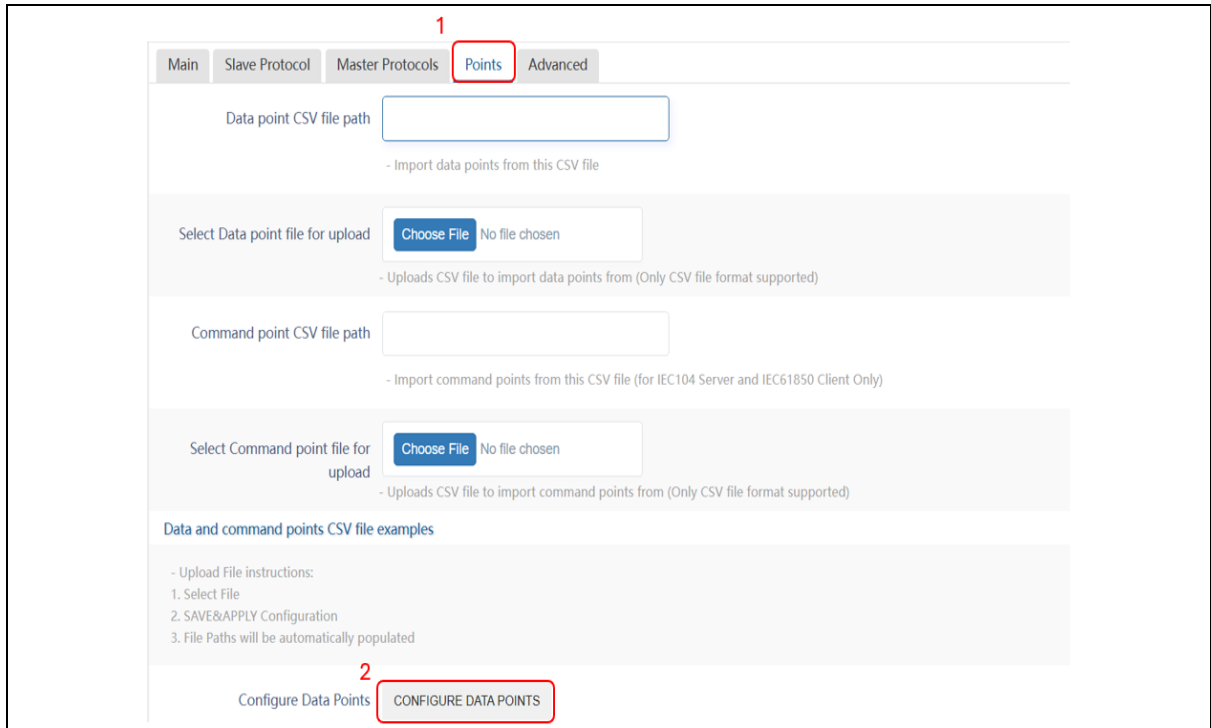 1
Main Slave Protocol Master Protocols Points Advanced
Data point CSV file path
- Import data points from this CSV file
Select Data point file for upload Choose File No file chosen
- Uploads CSV file to import data points from (Only CSV file format supported)
Command point CSV file path
- Import command points from this CSV file (for IEC104 Server and IEC61850 Client Only)
Select Command point file for
upload
Choose File No file chosen
- Uploads CSV file to import command points from (Only CSV file format supported)
Data and command points CSV file examples
- Upload File instructions:
1. Select File
2. SAVE&APPLY Configuration
3. File Paths will be automatically populated
2
Configure Data Points CONFIGURE DATA POINTS